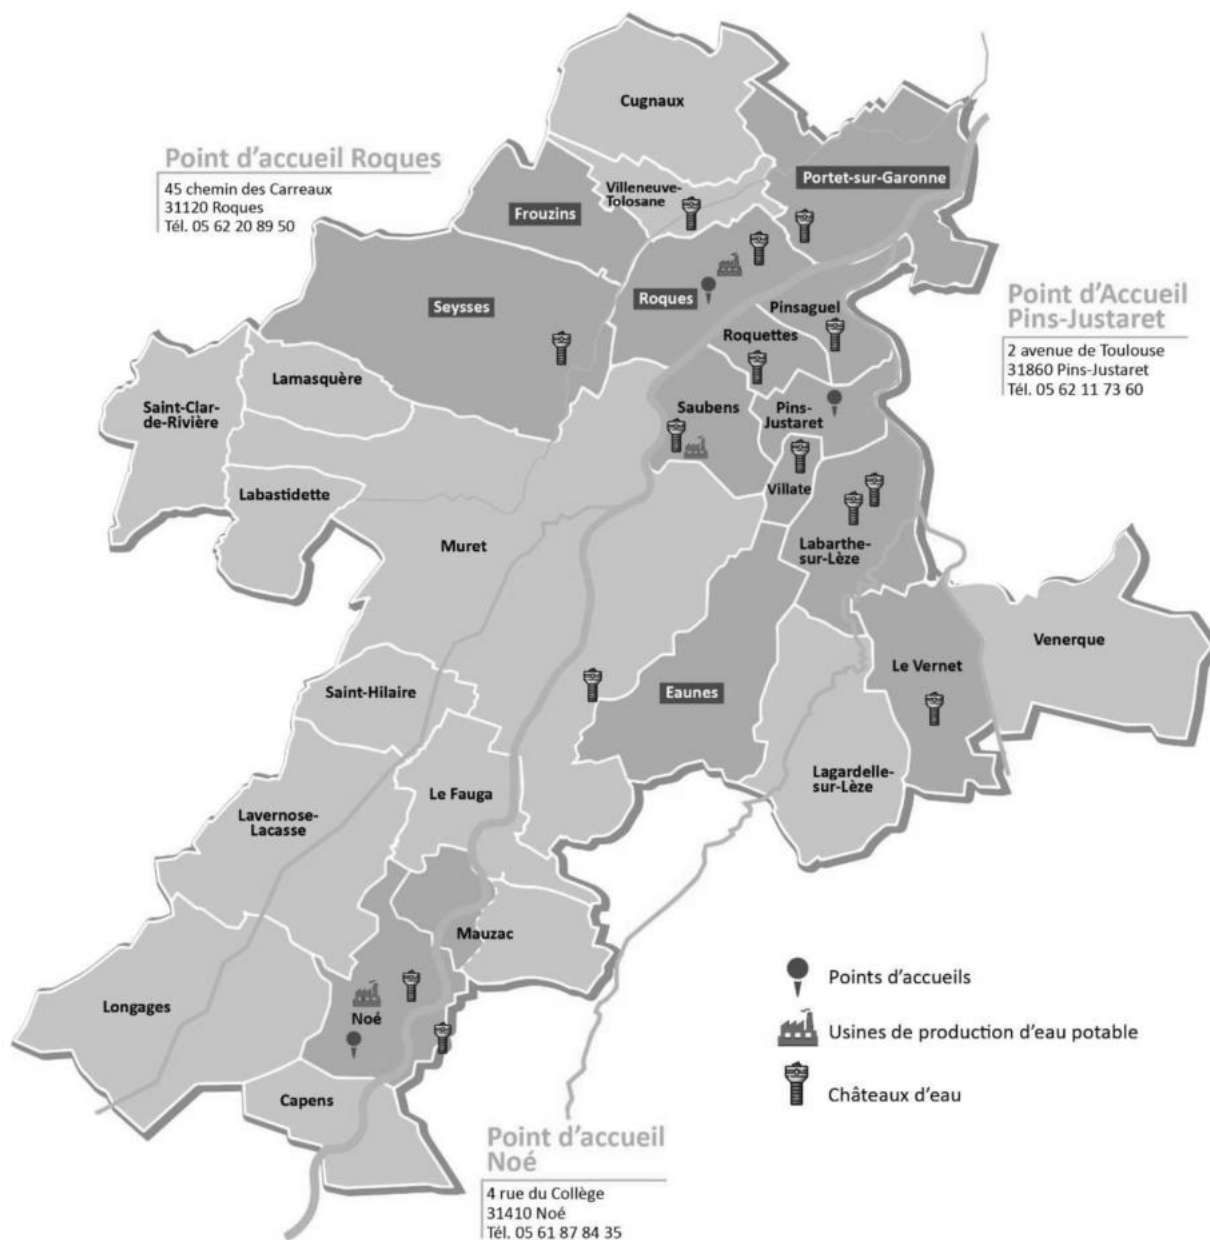 Cugnaux
Point d'accueil Roques
45 chemin des Carreaux
31120 Roques
Tél. 05 62 20 89 50
Portet-sur-Garonne
Villeneuve-
Tolosane
Frouzins
Seysses
Roques
Pinsaguel
Roquettes
Point d'Accueil
Pins-Justaret
2 avenue de Toulouse
31860 Pins-Justaret
Tél. 05 62 11 73 60
Lamasquère
Saint-Clar-
de-Rivière
Saubens
Pins-
Justaret
Labastidette
Villate
Muret
Labarthe-
sur-Lèze
Venerque
Le Vernet
Saint-Hilaire
Eaunes
Lagardelle-
sur-Lèze
Le Fauga
Lavernose-
Lacasse
Mauzac
Longages
Noé
Capens
Points d'accueils
Usines de production d'eau potable
Châteaux d'eau
Point d'accueil
Noé
4 rue du Collège
31410 Noé
Tél. 05 61 87 84 35